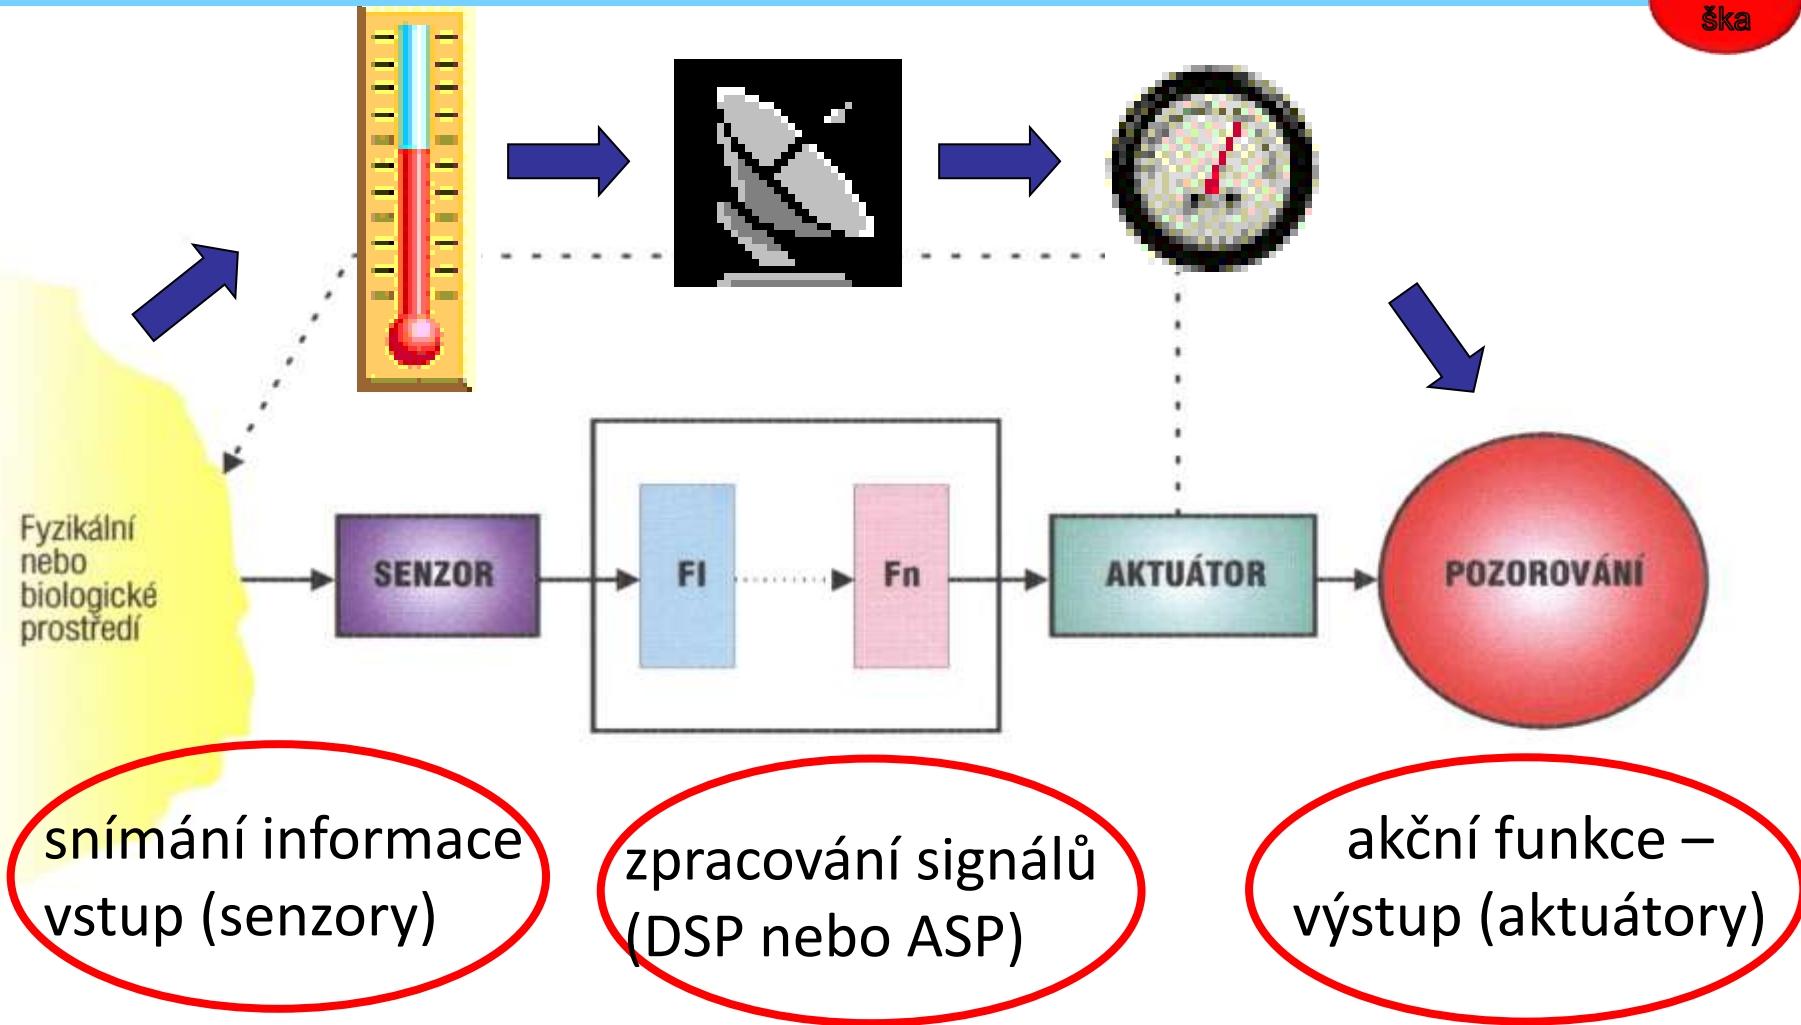 ška
Fyzikální
nebo
biologické
prostředí
SENZOR
FI
Fn
AKTUÁTOR
POZOROVÁNÍ
snímání informace
vstup (senzory)
zpracování signálů
(DSP nebo ASP)
akční funkce –
výstup (aktuátory)